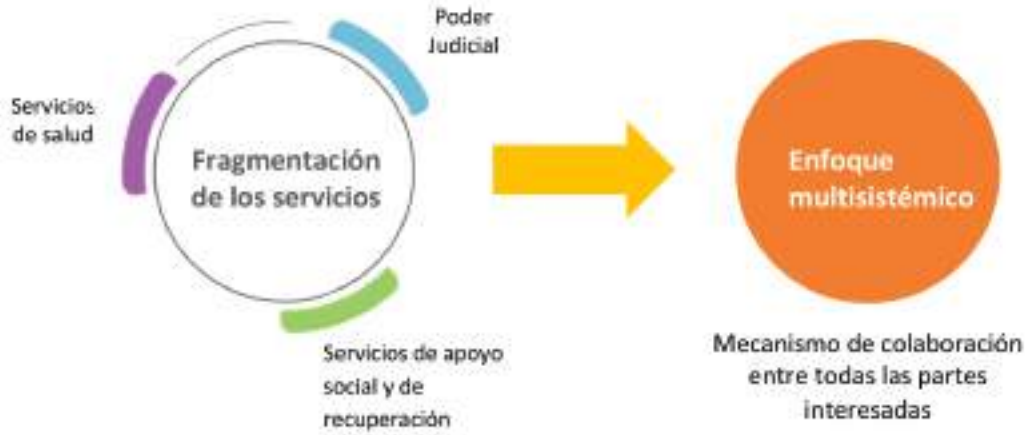 Poder
Judicial
Servicios
de salud
Fragmentación
de los servicios
Servicios de apoyo
social y de
recuperación
Enfoque
multisistémico
Mecanismo de colaboración
entre todas las partes
interesadas